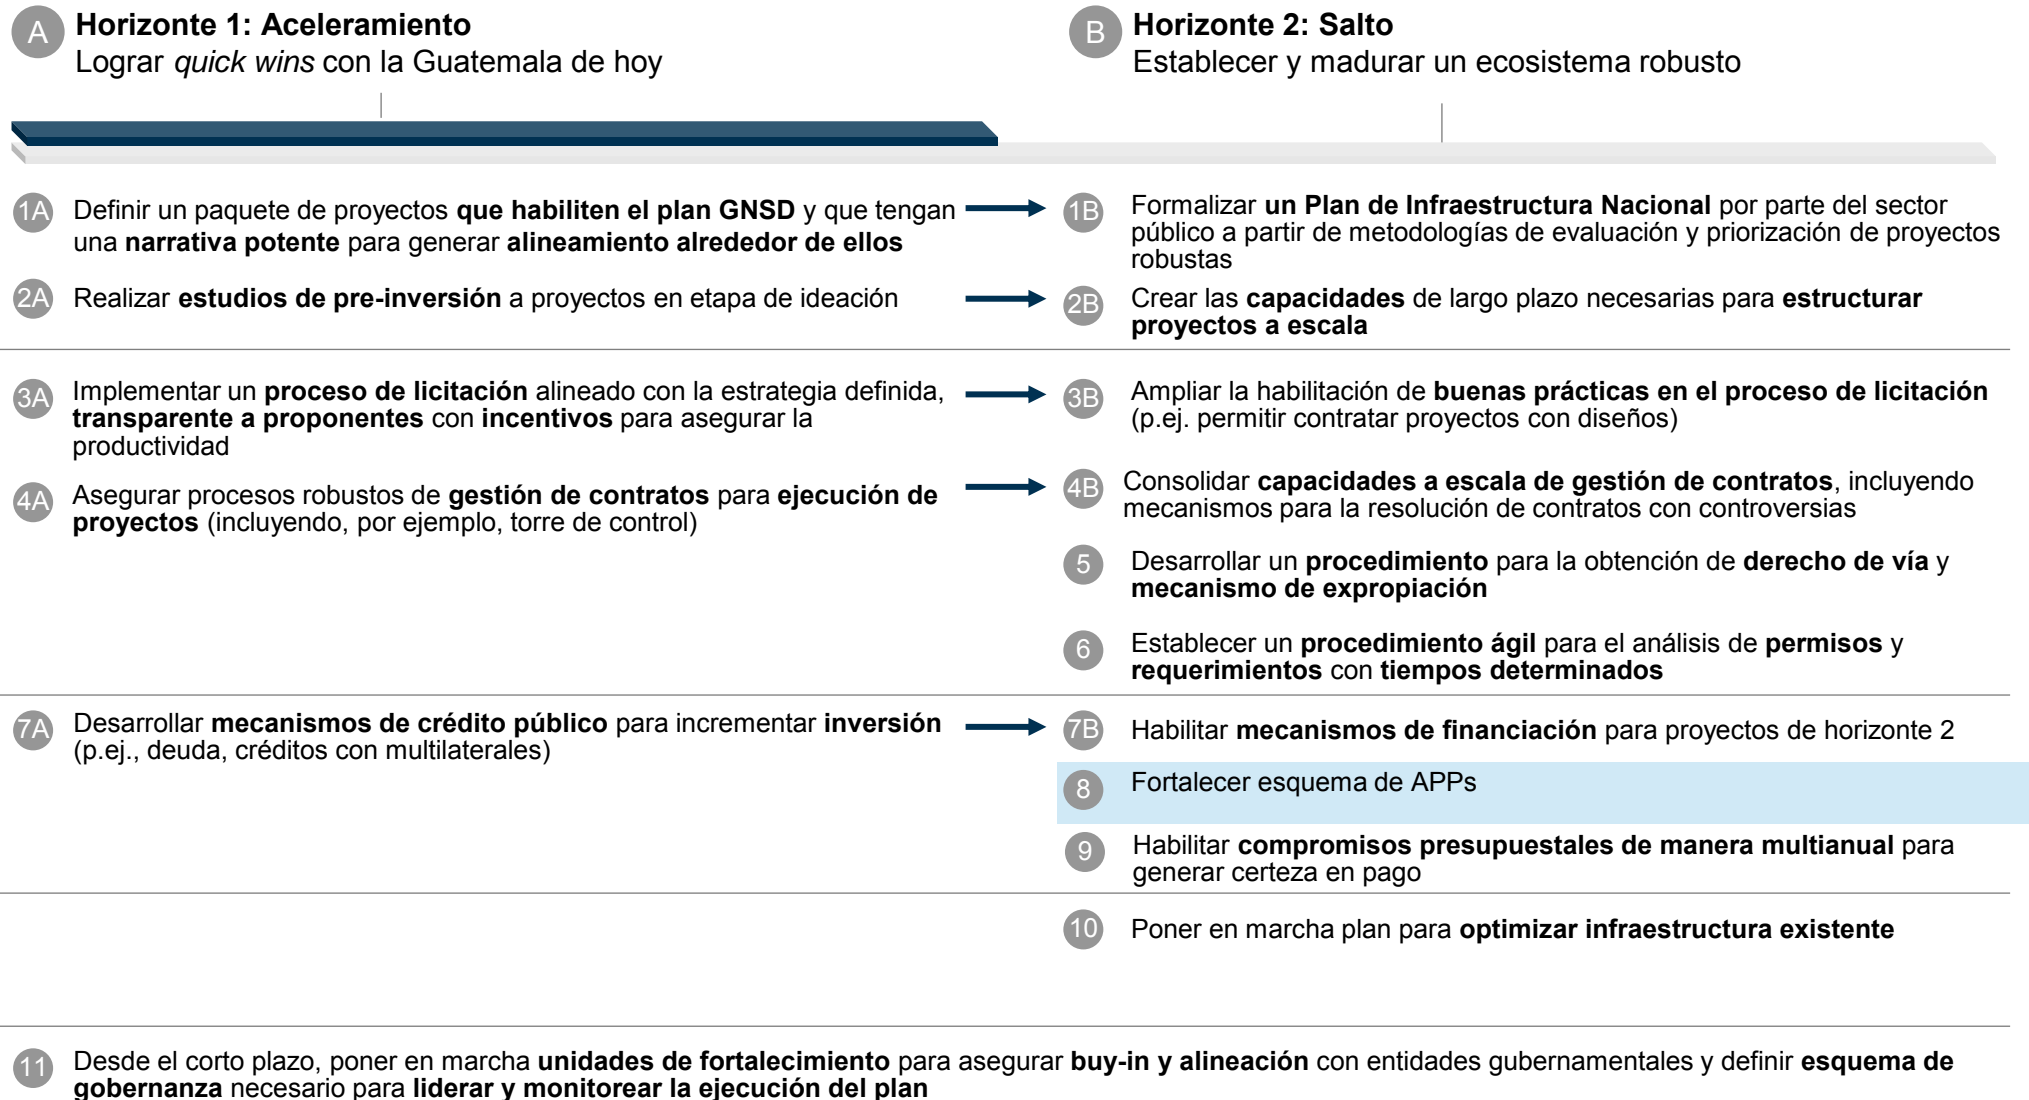 A
Horizonte 1: Aceleramiento
Lograr quick wins con la Guatemala de hoy
B
Horizonte 2: Salto
Establecer y madurar un ecosistema robusto
1A
Definir un paquete de proyectos que habiliten el plan GNSD y que tengan
una narrativa potente para generar alineamiento alrededor de ellos
1B
Formalizar un Plan de Infraestructura Nacional por parte del sector
público a partir de metodologías de evaluación y priorización de proyectos
robustas
2A
Realizar estudios de pre-inversión a proyectos en etapa de ideación
2B
Crear las capacidades de largo plazo necesarias para estructurar
proyectos a escala
3A
Implementar un proceso de licitación alineado con la estrategia definida,
transparente a proponentes con incentivos para asegurar la
productividad
3B
Ampliar la habilitación de buenas prácticas en el proceso de licitación
(p.ej. permitir contratar proyectos con diseños)
4A
Asegurar procesos robustos de gestión de contratos para ejecución de
proyectos (incluyendo, por ejemplo, torre de control)
4B
Consolidar capacidades a escala de gestión de contratos, incluyendo
mecanismos para la resolución de contratos con controversias
5
Desarrollar un procedimiento para la obtención de derecho de vía y
mecanismo de expropiación
6
Establecer un procedimiento ágil para el análisis de permisos y
requerimientos con tiempos determinados
7A
Desarrollar mecanismos de crédito público para incrementar inversión
(p.ej., deuda, créditos con multilaterales)
7B
Habilitar mecanismos de financiación para proyectos de horizonte 2
8
Fortalecer esquema de APPs
9
Habilitar compromisos presupuestales de manera multianual para
generar certeza en pago
10
Poner en marcha plan para optimizar infraestructura existente
11
Desde el corto plazo, poner en marcha unidades de fortalecimiento para asegurar buy-in y alineación con entidades gubernamentales y definir esquema de
gobernanza necesario para liderar y monitorear la ejecución del plan